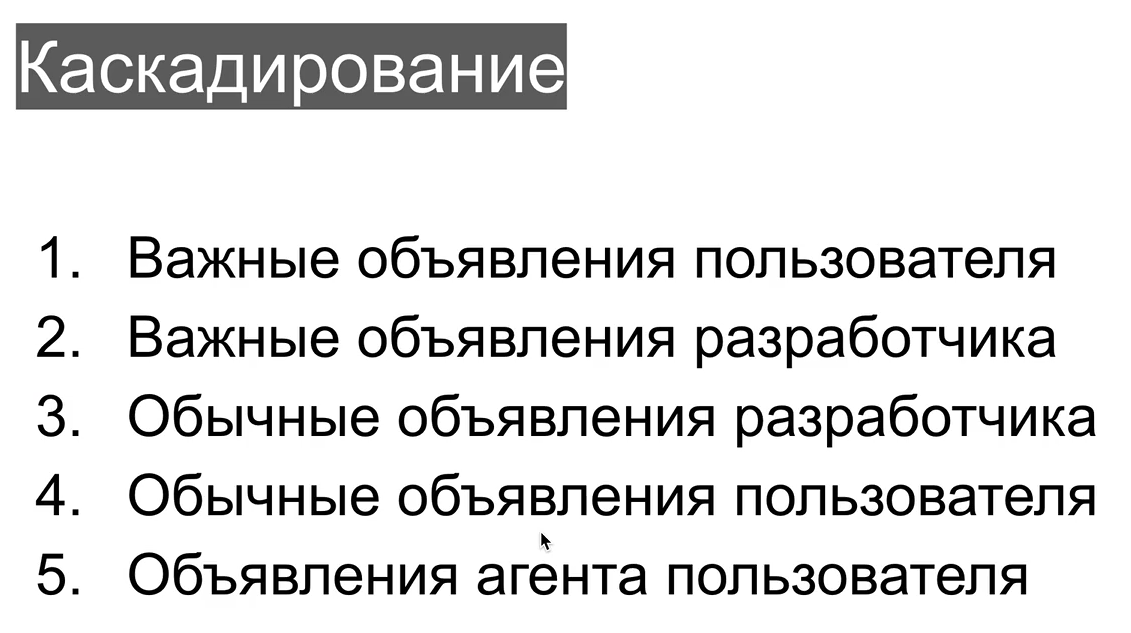 Каскадирование
1. Важные объявления пользователя
2. Важные объявления разработчика
3. Обычные объявления разработчика
4. Обычные объявления пользователя
5. Объявления агента пользователя